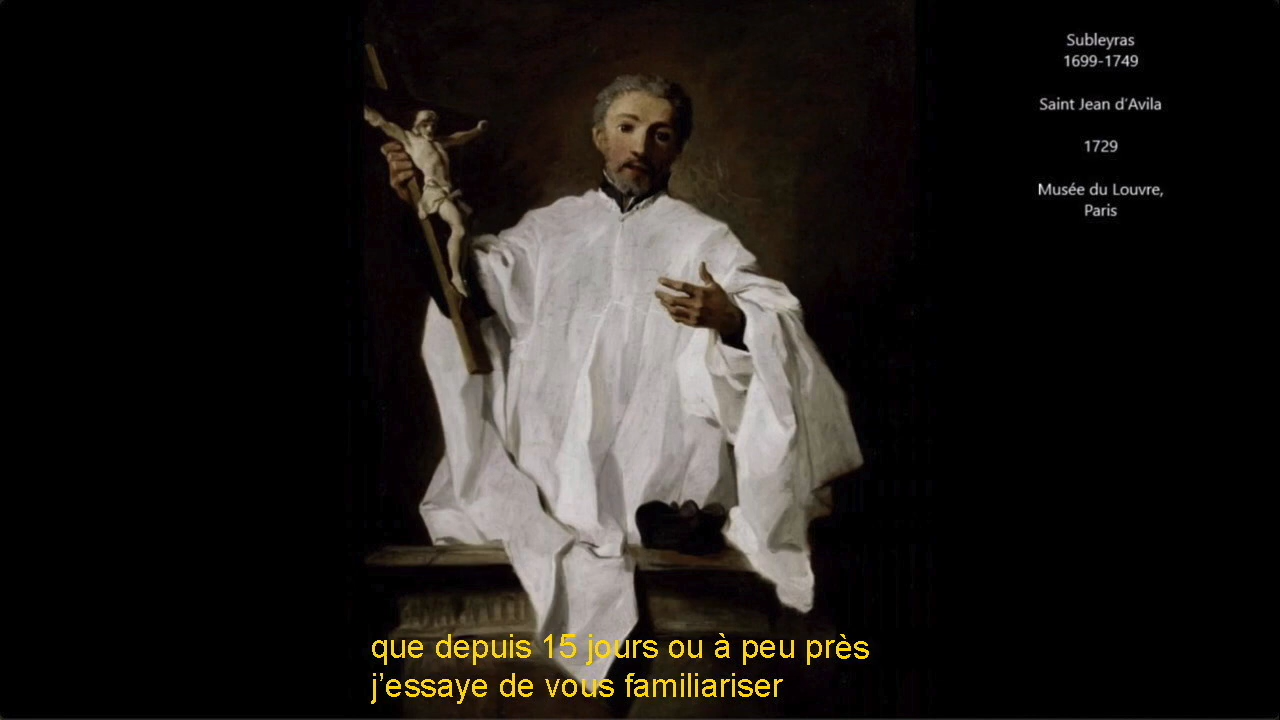 Subleyras
1699-1749
Saint Jean d'Avila
1729
Musée du Louvre,
Paris
que depuis 15 jours ou à peu près
j'essaye de vous familiariser